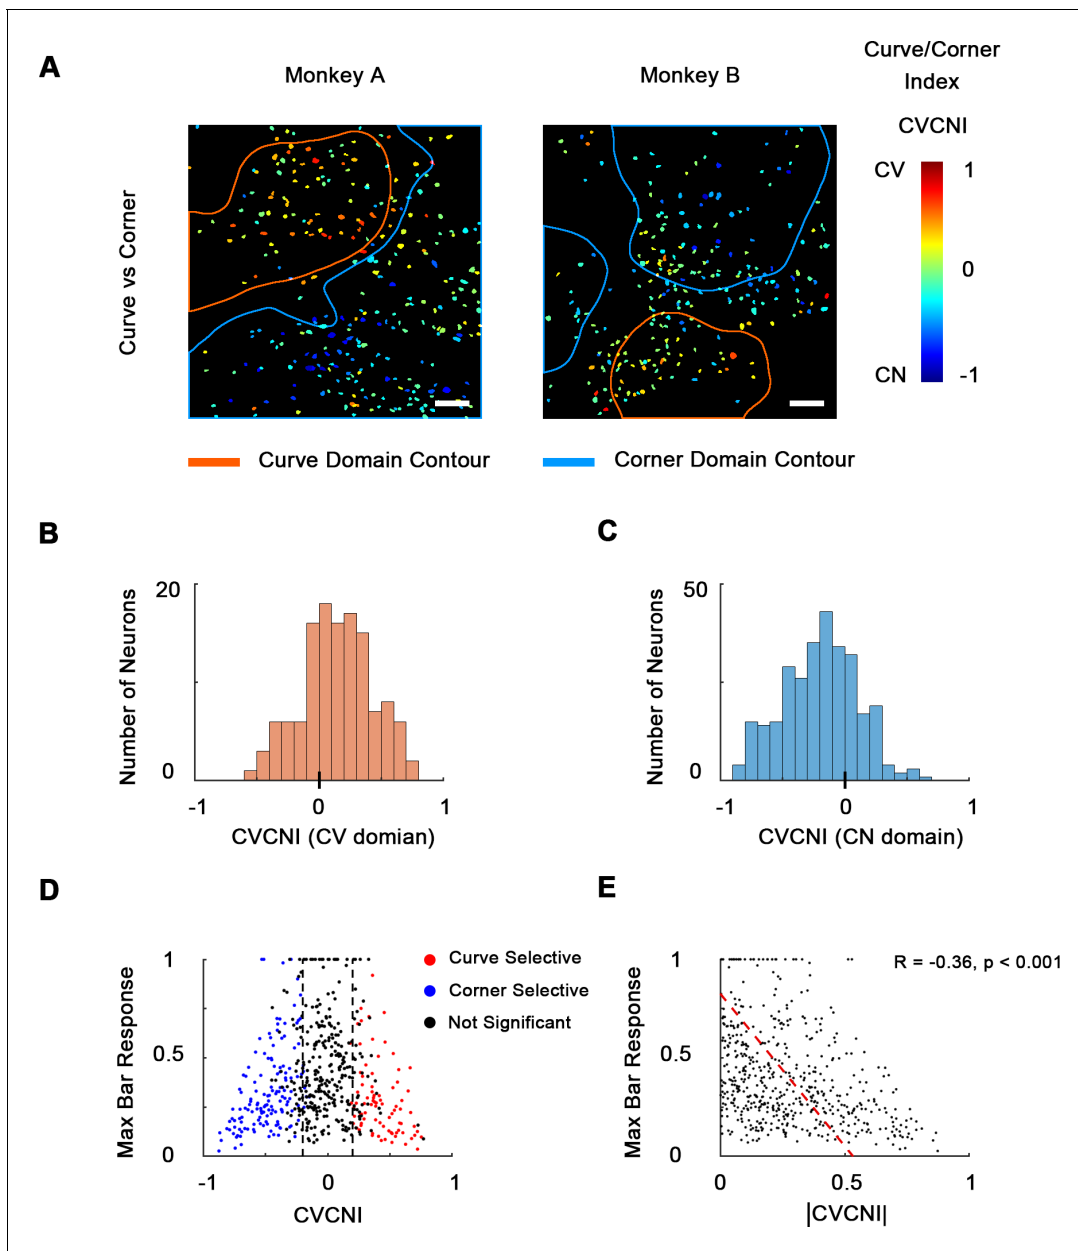 A
Monkey A
Monkey B
Curve/Corner
Index
CVCNI
CV
1
0
CN
-1
Curve vs Corner
Curve Domain Contour
Corner Domain Contour
B
20
0
Number of Neurons
-1
0
1
CVCNI (CV domian)
C
50
0
Number of Neurons
-1
0
1
CVCNI (CN domain)
D
1
0.5
0
Max Bar Response
-1
0
1
CVCNI
Curve Selective
Corner Selective
Not Significant
E
1
0.5
0
Max Bar Response
R = -0.36, p < 0.001
0
0.5
1
|CVCNI|